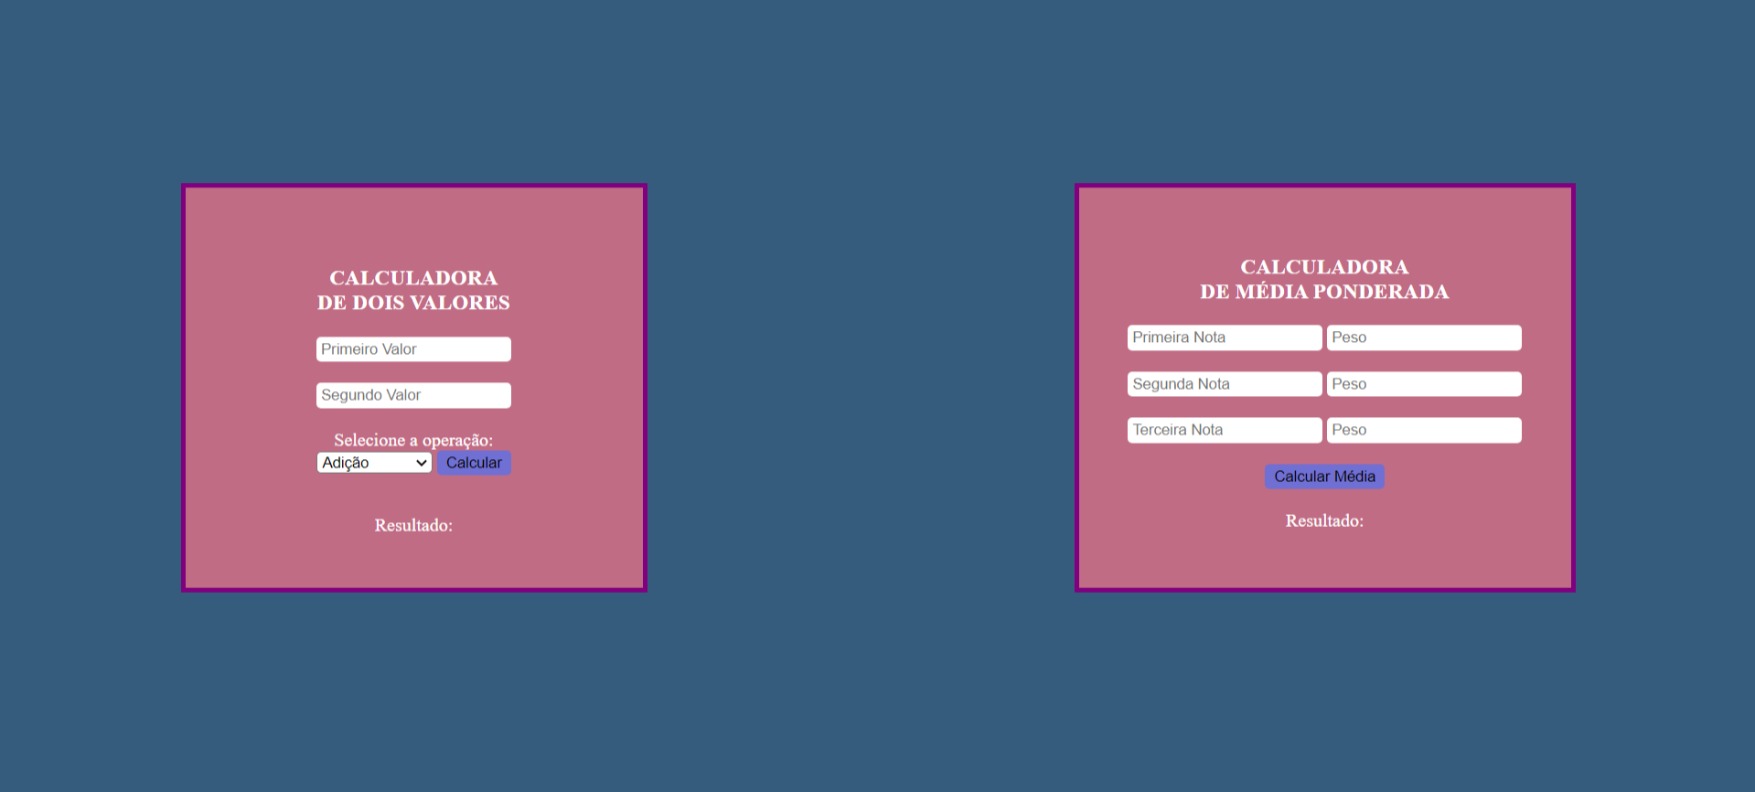 CALCULADORA
DE DOIS VALORES
Primeiro Valor
Segundo Valor
Selecione a operação:
Adição Calcular
Resultado:
CALCULADORA
DE MÉDIA PONDERADA
Primeira Nota Peso
Segunda Nota Peso
Terceira Nota Peso
Calcular Média
Resultado: